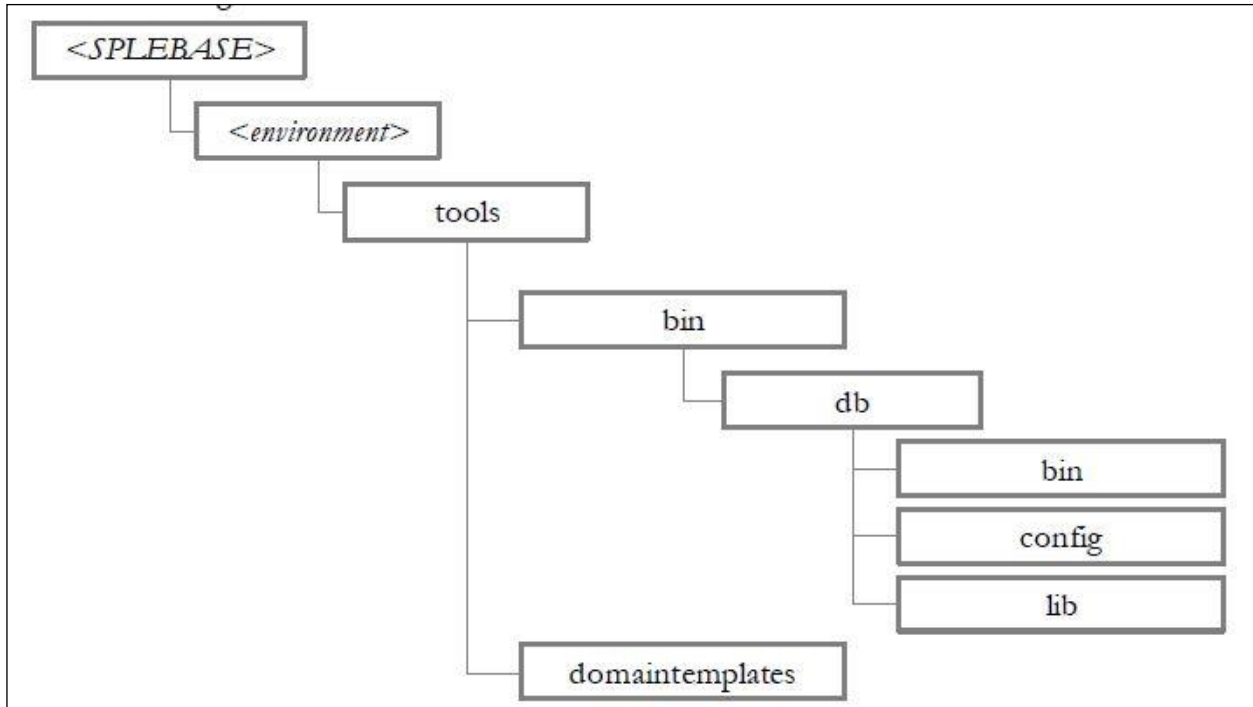 <SPLEBASE>
<environment>
tools
bin
db
bin
config
lib
domaintemplates